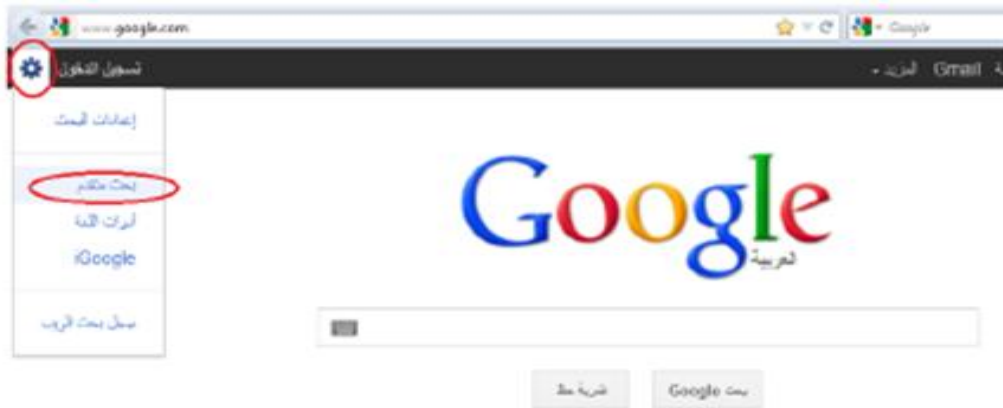 www.google.com
Google
تسجيل الدخول
المزيد
Gmail
إعدادات البحث
بحث متقدم
أدوات اللغة
iGoogle
سجل بحث الويب
Google
العربية
بحث Google
ضربة حظ